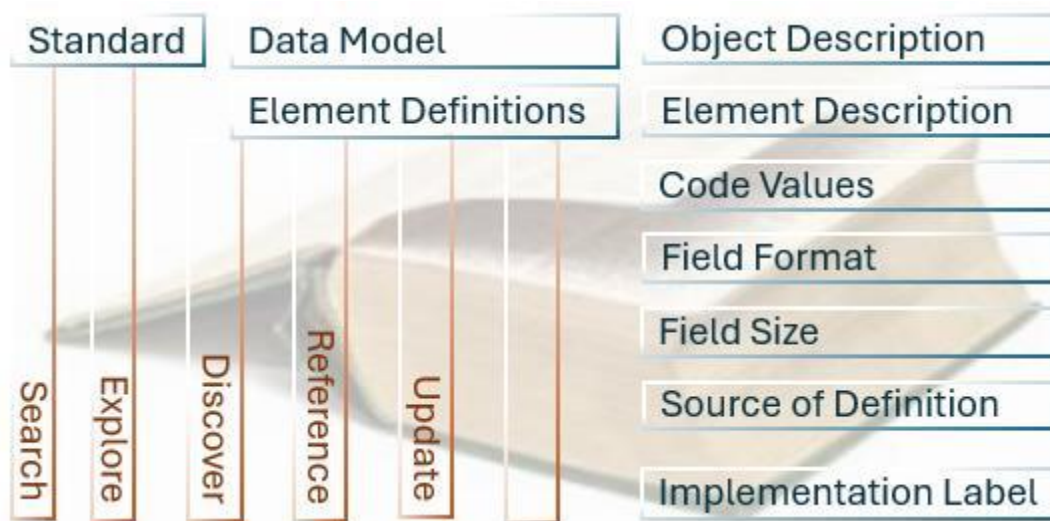 Standard
Data Model
Object Description
Element Definitions
Element Description
Code Values
Field Format
Field Size
Source of Definition
Implementation Label
Search
Explore
Discover
Reference
Update